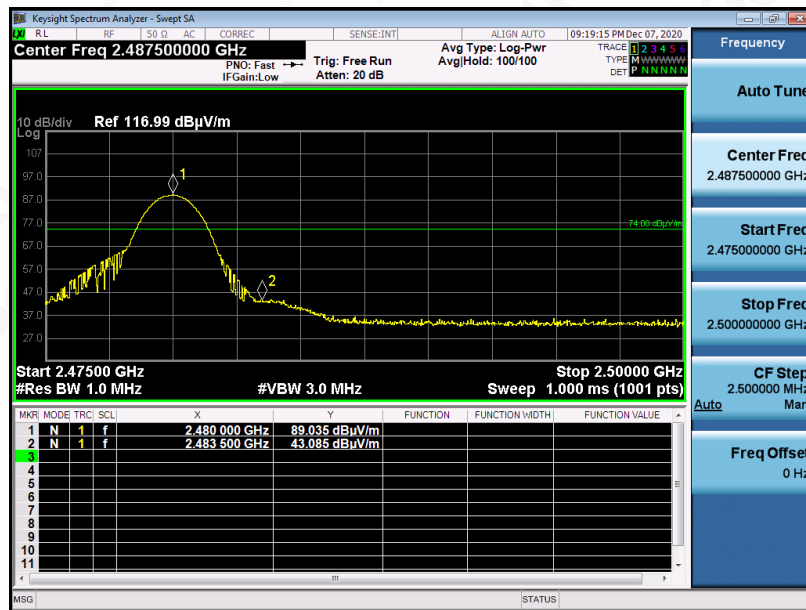 Keysight Spectrum Analyzer - Swept SA
LXI RL RF 50 Ω AC CORREC SENSE:INT ALIGN AUTO 09:19:15 PM Dec 07, 2020
Center Freq 2.487500000 GHz
PNO: Fast
IFGain:Low
Trig: Free Run
Atten: 20 dB
Avg Type: Log-Pwr
Avg|Hold: 100/100
TRACE 1 2 3 4 5 6
TYPE M W W W W W
DET P N N N N N
10 dB/div Ref 116.99 dBµV/m
Log
107
97.0
87.0
77.0
67.0
57.0
47.0
37.0
27.0
1
2
74.00 dBµV/m
Start 2.47500 GHz Stop 2.50000 GHz
#Res BW 1.0 MHz #VBW 3.0 MHz Sweep 1.000 ms (1001 pts)
MKR MODE TRC SCL X Y FUNCTION FUNCTION WIDTH FUNCTION VALUE
1 N 1 f 2.480 000 GHz 89.035 dBµV/m
2 N 1 f 2.483 500 GHz 43.085 dBµV/m
3
4
5
6
7
8
9
10
11
MSG STATUS
Frequency
Auto Tune
Center Freq
2.487500000 GHz
Start Freq
2.475000000 GHz
Stop Freq
2.500000000 GHz
CF Step
2.500000 MHz
Auto Man
Freq Offset
0 Hz